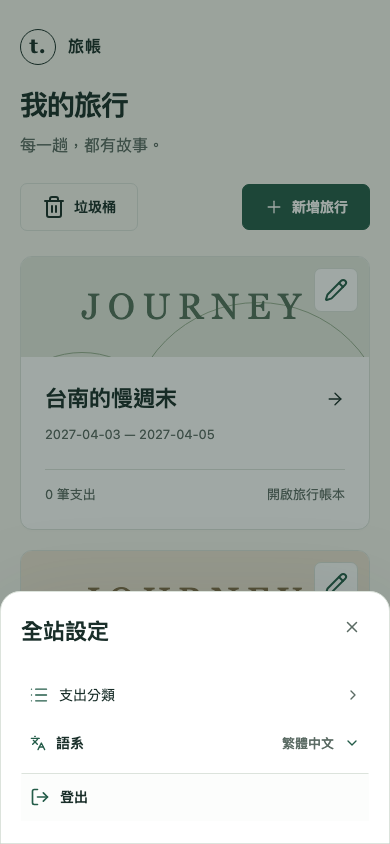 t. 旅帳
我的旅行
每一趟，都有故事。
垃圾桶
新增旅行
JOURNEY
台南的慢週末
2027-04-03 — 2027-04-05
0 筆支出
開啟旅行帳本
JOURNEY
全站設定
支出分類
語系
繁體中文
登出